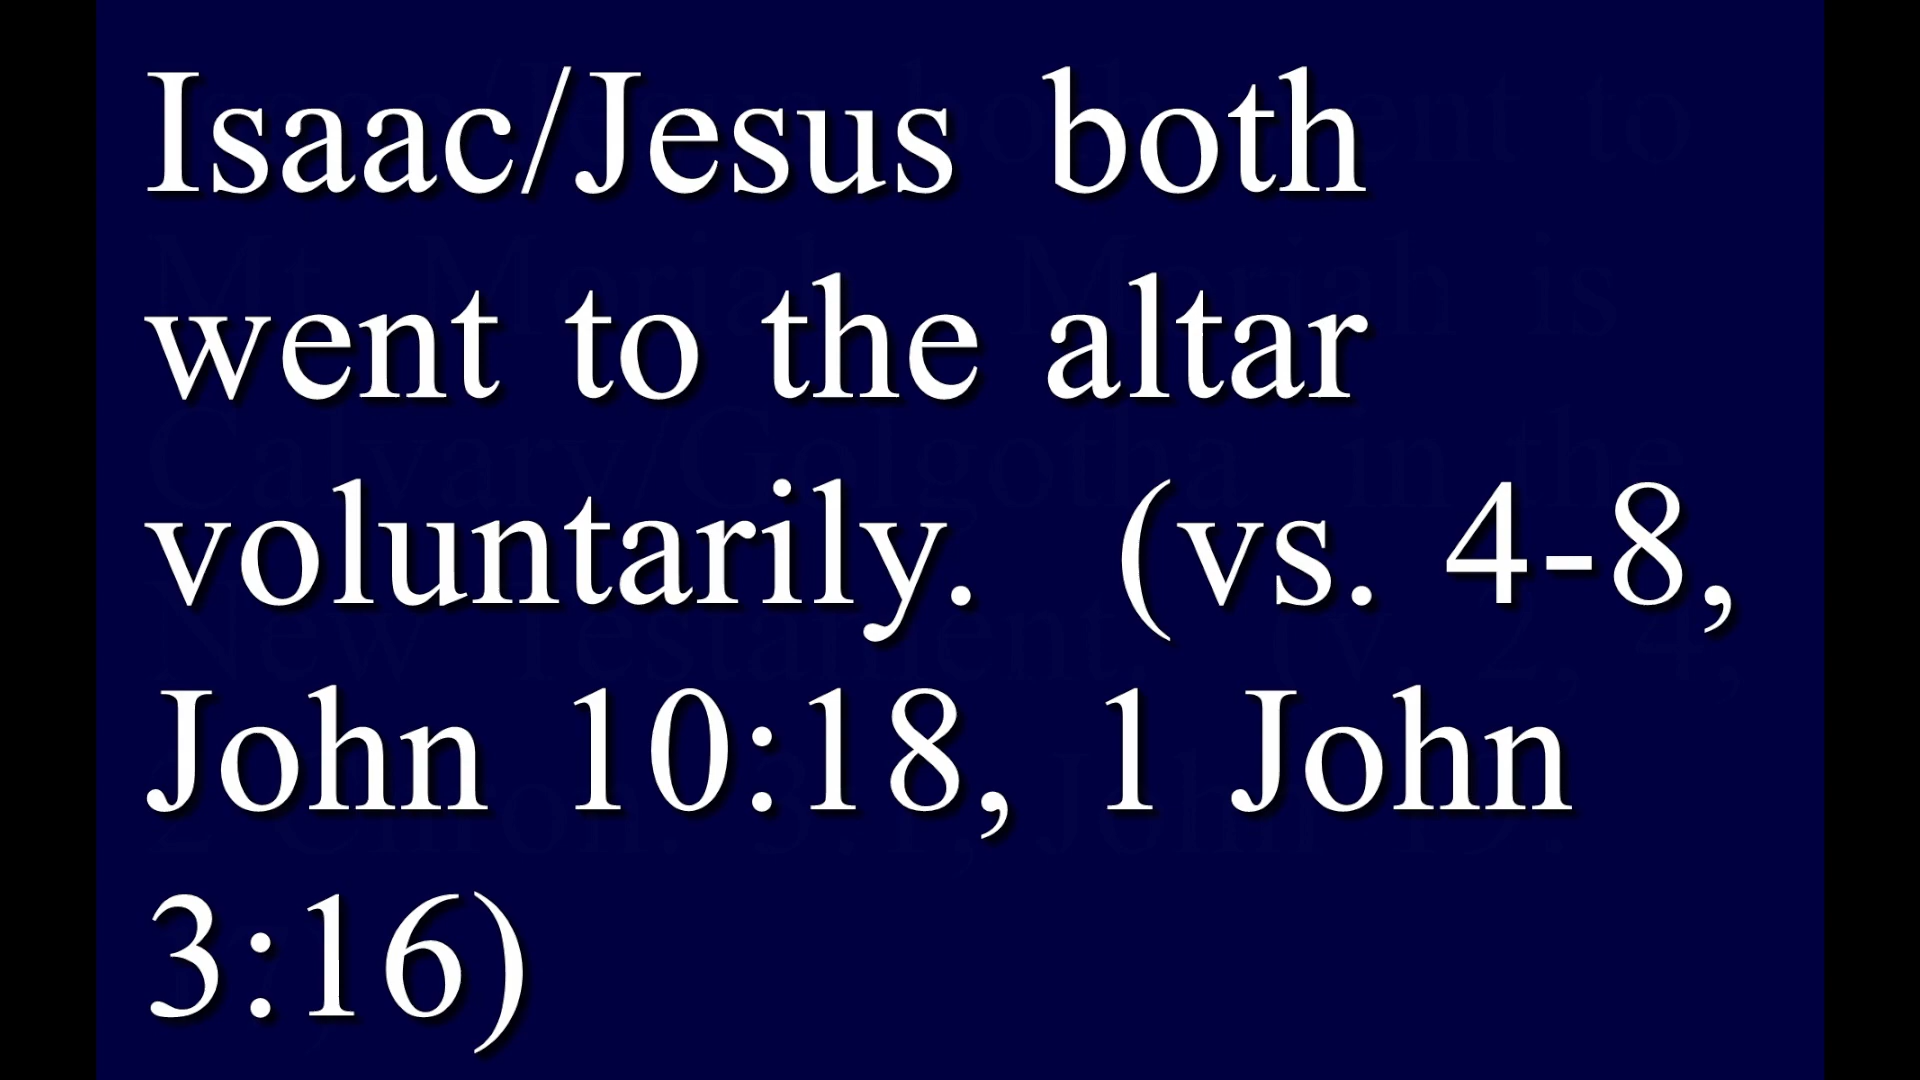 Isaac/Jesus both
went to the altar
voluntarily. (vs. 4-8,
John 10:18, 1 John
3:16)